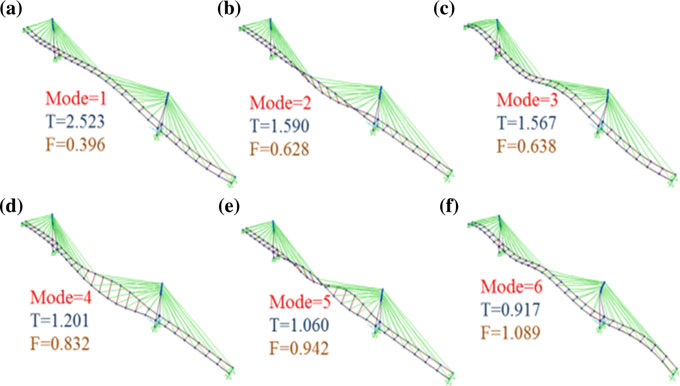 (a)
Mode=1
T=2.523
F=0.396
(b)
Mode=2
T=1.590
F=0.628
(c)
Mode=3
T=1.567
F=0.638
(d)
Mode=4
T=1.201
F=0.832
(e)
Mode=5
T=1.060
F=0.942
(f)
Mode=6
T=0.917
F=1.089